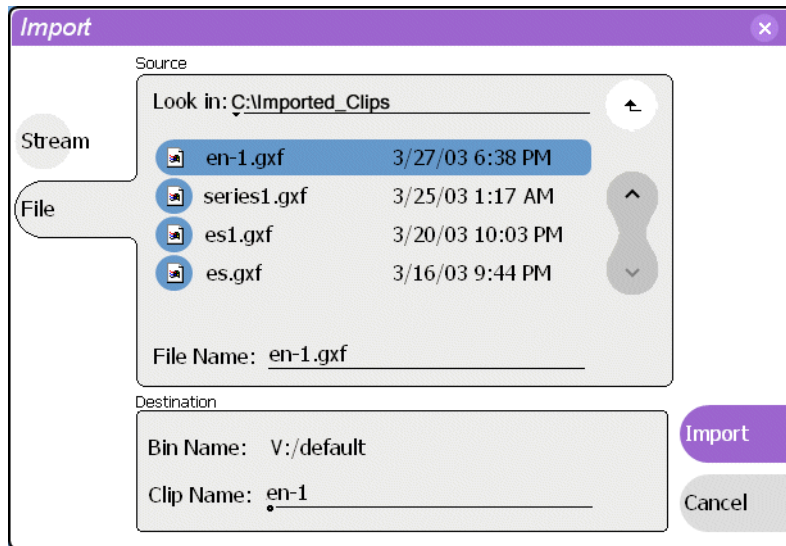 Import
Source
Look in: C:\Imported_Clips
Stream
File
en-1.gxf 3/27/03 6:38 PM
series1.gxf 3/25/03 1:17 AM
es1.gxf 3/20/03 10:03 PM
es.gxf 3/16/03 9:44 PM
File Name: en-1.gxf
Destination
Bin Name: V:/default
Clip Name: en-1
Import
Cancel